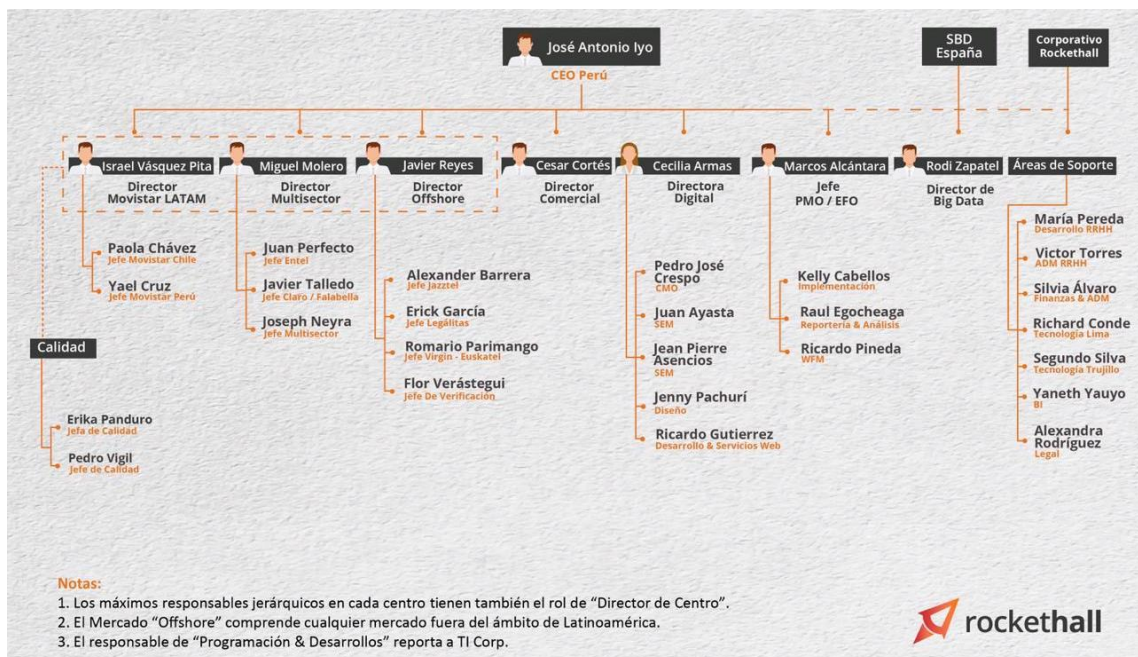 José Antonio Iyo
CEO Perú
SBD
España
Corporativo
Rockethall
Israel Vásquez Pita
Director
Movistar LATAM
Miguel Molero
Director
Multisector
Javier Reyes
Director
Offshore
Cesar Cortés
Director
Comercial
Cecilia Armas
Directora
Digital
Marcos Alcántara
Jefe
PMO / EFO
Rodi Zapatel
Director de
Big Data
Áreas de Soporte
Paola Chávez
Jefe Movistar Chile
Yael Cruz
Jefe Movistar Perú
Juan Perfecto
Jefe Entel
Javier Talledo
Jefe Claro / Falabella
Joseph Neyra
Jefe Multisector
Alexander Barrera
Jefe Jazztel
Erick García
Jefe Legálitas
Romario Parimango
Jefe Virgin - Euskatel
Flor Verástegui
Jefe De Verificación
Pedro José
Crespo
CMO
Juan Ayasta
SEM
Jean Pierre
Asencios
SEM
Jenny Pachurí
Diseño
Ricardo Gutierrez
Desarrollo & Servicios Web
Kelly Cabellos
Implementación
Raul Egocheaga
Reportería & Análisis
Ricardo Pineda
WFM
María Pereda
Desarrollo RRHH
Victor Torres
ADM RRHH
Silvia Álvaro
Finanzas & ADM
Richard Conde
Tecnología Lima
Segundo Silva
Tecnología Trujillo
Yaneth Yauyo
BI
Alexandra
Rodríguez
Legal
Calidad
Erika Panduro
Jefa de Calidad
Pedro Vigil
Jefe de Calidad
Notas:
1. Los máximos responsables jerárquicos en cada centro tienen también el rol de “Director de Centro”.
2. El Mercado “Offshore” comprende cualquier mercado fuera del ámbito de Latinoamérica.
3. El responsable de “Programación & Desarrollos” reporta a TI Corp.
rockethall